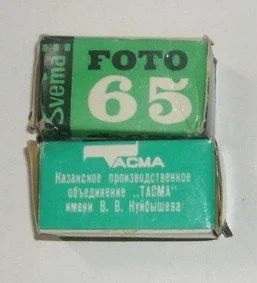 Svema
FOTO
65
ТАСМА
Казанское производственное
объединение „ТАСМА"
имени В. В. Куйбышева